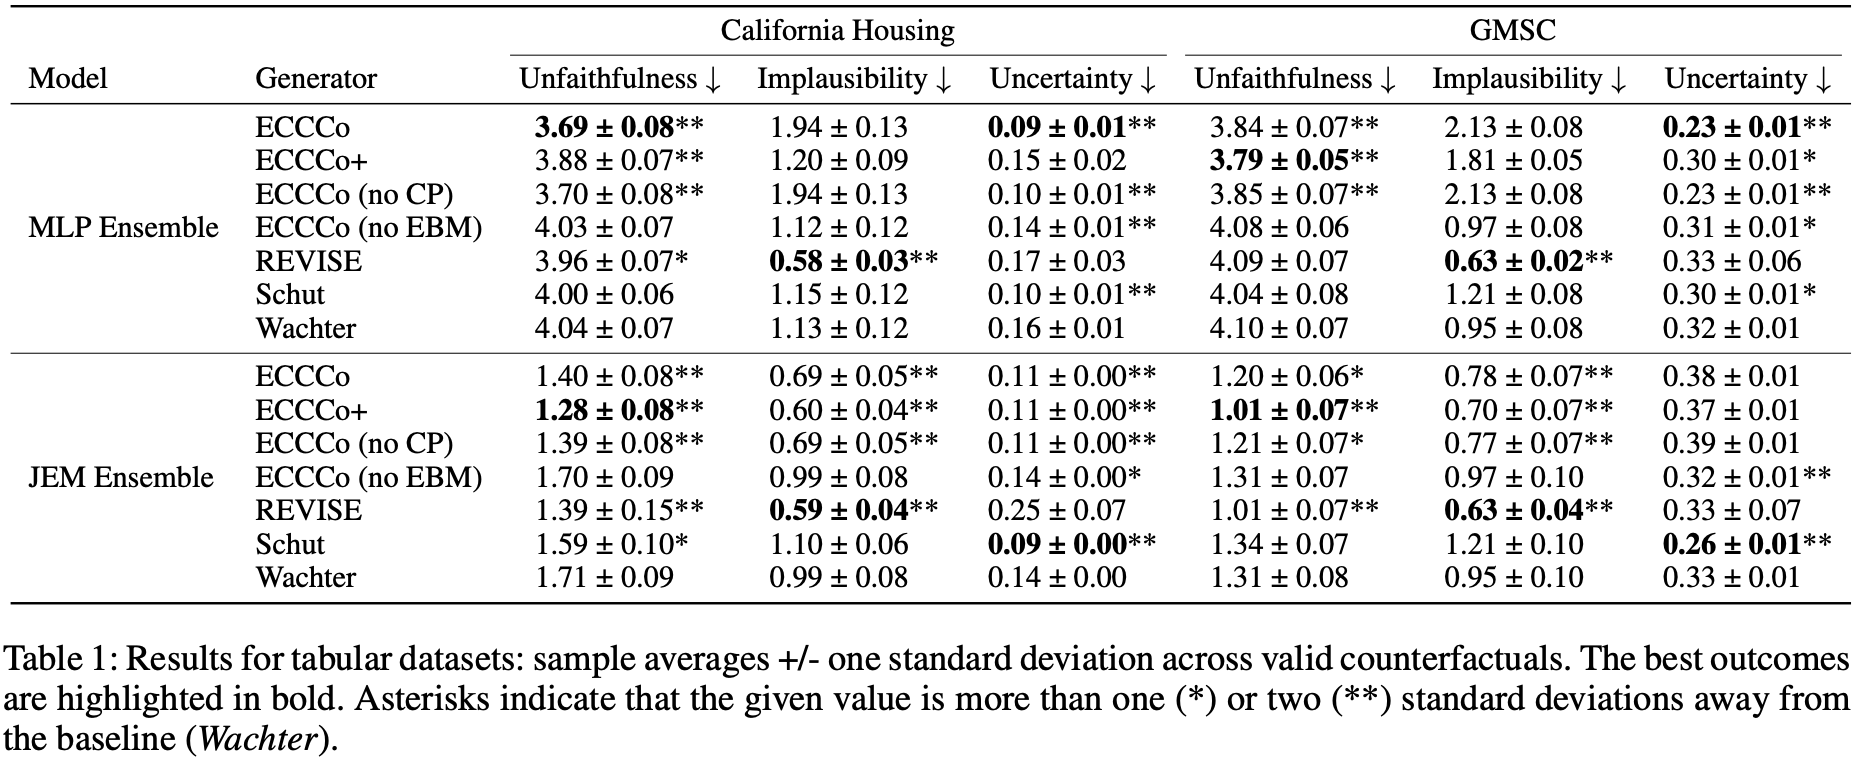 California Housing GMSC
Model Generator Unfaithfulness ↓ Implausibility ↓ Uncertainty ↓ Unfaithfulness ↓ Implausibility ↓ Uncertainty ↓
ECCCo 3.69 ± 0.08** 1.94 ± 0.13 0.09 ± 0.01** 3.84 ± 0.07** 2.13 ± 0.08 0.23 ± 0.01**
ECCCo+ 3.88 ± 0.07** 1.20 ± 0.09 0.15 ± 0.02 3.79 ± 0.05** 1.81 ± 0.05 0.30 ± 0.01*
ECCCo (no CP) 3.70 ± 0.08** 1.94 ± 0.13 0.10 ± 0.01** 3.85 ± 0.07** 2.13 ± 0.08 0.23 ± 0.01**
MLP Ensemble ECCCo (no EBM) 4.03 ± 0.07 1.12 ± 0.12 0.14 ± 0.01** 4.08 ± 0.06 0.97 ± 0.08 0.31 ± 0.01*
REVISE 3.96 ± 0.07* 0.58 ± 0.03** 0.17 ± 0.03 4.09 ± 0.07 0.63 ± 0.02** 0.33 ± 0.06
Schut 4.00 ± 0.06 1.15 ± 0.12 0.10 ± 0.01** 4.04 ± 0.08 1.21 ± 0.08 0.30 ± 0.01*
Wachter 4.04 ± 0.07 1.13 ± 0.12 0.16 ± 0.01 4.10 ± 0.07 0.95 ± 0.08 0.32 ± 0.01
ECCCo 1.40 ± 0.08** 0.69 ± 0.05** 0.11 ± 0.00** 1.20 ± 0.06* 0.78 ± 0.07** 0.38 ± 0.01
ECCCo+ 1.28 ± 0.08** 0.60 ± 0.04** 0.11 ± 0.00** 1.01 ± 0.07** 0.70 ± 0.07** 0.37 ± 0.01
ECCCo (no CP) 1.39 ± 0.08** 0.69 ± 0.05** 0.11 ± 0.00** 1.21 ± 0.07* 0.77 ± 0.07** 0.39 ± 0.01
JEM Ensemble ECCCo (no EBM) 1.70 ± 0.09 0.99 ± 0.08 0.14 ± 0.00* 1.31 ± 0.07 0.97 ± 0.10 0.32 ± 0.01**
REVISE 1.39 ± 0.15** 0.59 ± 0.04** 0.25 ± 0.07 1.01 ± 0.07** 0.63 ± 0.04** 0.33 ± 0.07
Schut 1.59 ± 0.10* 1.10 ± 0.06 0.09 ± 0.00** 1.34 ± 0.07 1.21 ± 0.10 0.26 ± 0.01**
Wachter 1.71 ± 0.09 0.99 ± 0.08 0.14 ± 0.00 1.31 ± 0.08 0.95 ± 0.10 0.33 ± 0.01
Table 1: Results for tabular datasets: sample averages +/- one standard deviation across valid counterfactuals. The best outcomes
are highlighted in bold. Asterisks indicate that the given value is more than one (*) or two (**) standard deviations away from
the baseline (Wachter).